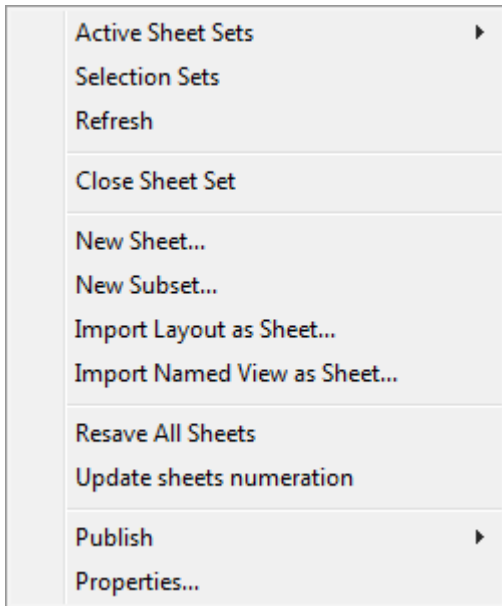 Active Sheet Sets
Selection Sets
Refresh
Close Sheet Set
New Sheet...
New Subset...
Import Layout as Sheet...
Import Named View as Sheet...
Resave All Sheets
Update sheets numeration
Publish
Properties...